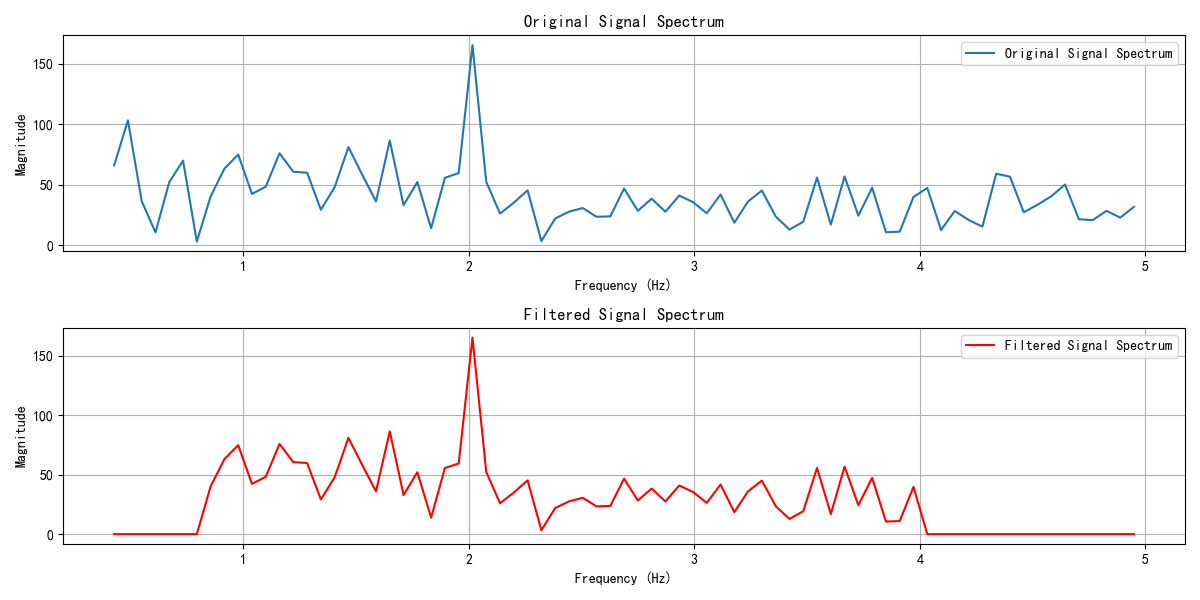 Original Signal Spectrum
Original Signal Spectrum
Magnitude
150
100
50
0
1 2 3 4 5
Frequency (Hz)
Filtered Signal Spectrum
Filtered Signal Spectrum
Magnitude
150
100
50
0
1 2 3 4 5
Frequency (Hz)